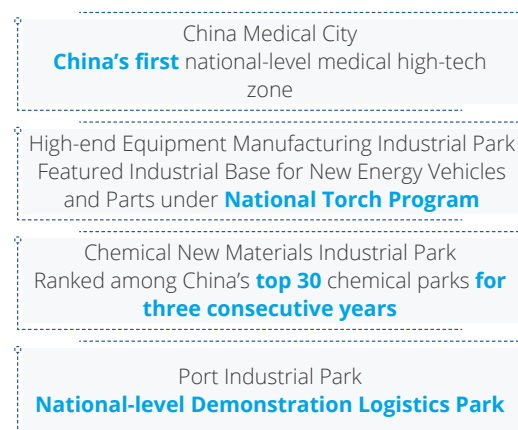 China Medical City
China’s first national-level medical high-tech
zone
High-end Equipment Manufacturing Industrial Park
Featured Industrial Base for New Energy Vehicles
and Parts under National Torch Program
Chemical New Materials Industrial Park
Ranked among China’s top 30 chemical parks for
three consecutive years
Port Industrial Park
National-level Demonstration Logistics Park